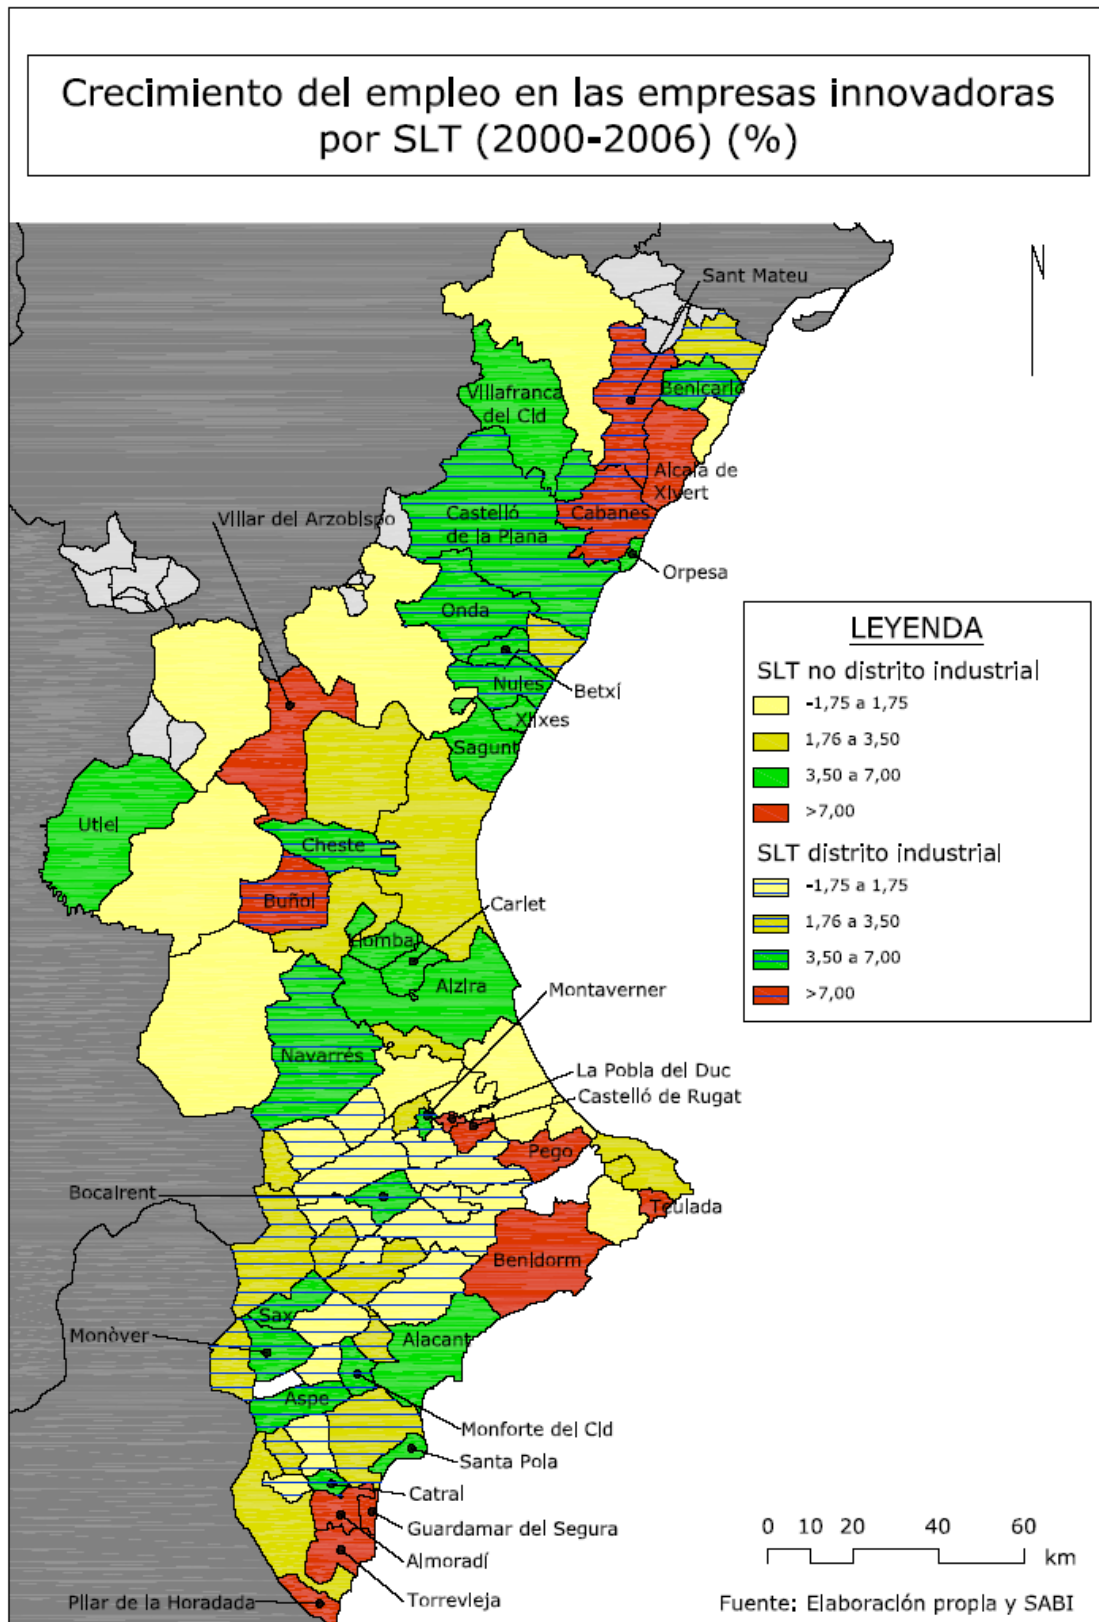 Crecimiento del empleo en las empresas innovadoras
por SLT (2000-2006) (%)
N
Sant Mateu
Villafranca
del Cid
Benicarló
Alcalà de
Xivert
Villar del Arzobispo
Castelló
de la Plana
Cabanes
Orpesa
Onda
Betxí
Nules
Xilxes
Sagunt
LEYENDA
SLT no distrito industrial
-1,75 a 1,75
1,76 a 3,50
3,50 a 7,00
>7,00
SLT distrito industrial
-1,75 a 1,75
1,76 a 3,50
3,50 a 7,00
>7,00
Utiel
Cheste
Buñol
Carlet
Llombai
Alzira
Montaverner
Navarrés
La Pobla del Duc
Castelló de Rugat
Pego
Bocairent
Teulada
Benidorm
Sax
Monòver
Alacant
Aspe
Monforte del Cid
Santa Pola
Catral
Guardamar del Segura
Almoradí
Torrevieja
Pilar de la Horadada
0 10 20 40 60
km
Fuente: Elaboración propia y SABI